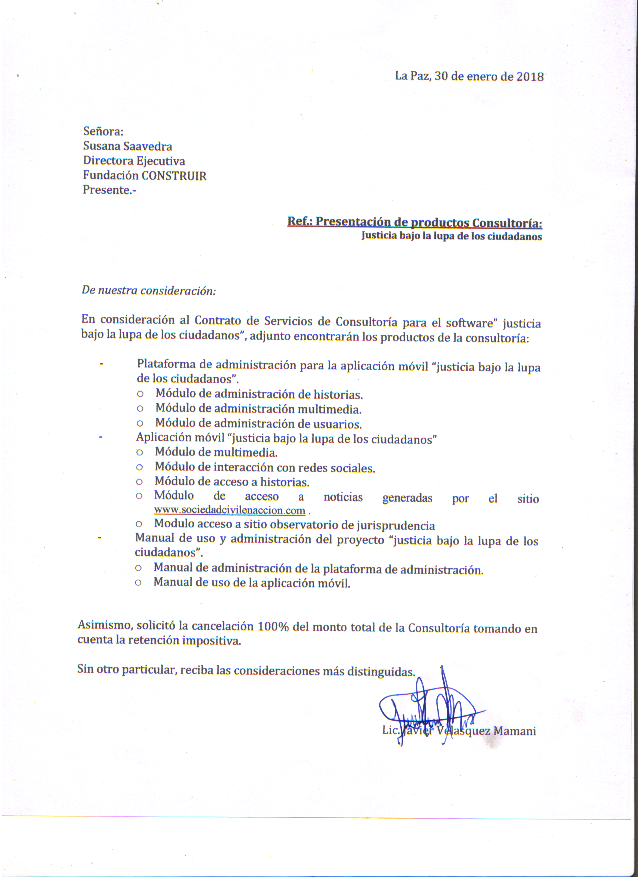 La Paz, 30 de enero de 2018
Señora:
Susana Saavedra
Directora Ejecutiva
Fundación CONSTRUIR
Presente.-
Ref.: Presentación de productos Consultoría:
Justicia bajo la lupa de los ciudadanos
De nuestra consideración:
En consideración al Contrato de Servicios de Consultoría para el software" justicia
bajo la lupa de los ciudadanos", adjunto encontrarán los productos de la consultoría:
- Plataforma de administración para la aplicación móvil "justicia bajo la lupa
de los ciudadanos".
o Módulo de administración de historias.
o Módulo de administración multimedia.
o Módulo de administración de usuarios.
- Aplicación móvil "justicia bajo la lupa de los ciudadanos"
o Módulo de multimedia.
o Módulo de interacción con redes sociales.
o Módulo de acceso a historias.
o Módulo de acceso a noticias generadas por el sitio
www.sociedadcivilenaccion.com .
o Modulo acceso a sitio observatorio de jurisprudencia
- Manual de uso y administración del proyecto "justicia bajo la lupa de los
ciudadanos".
o Manual de administración de la plataforma de administración.
o Manual de uso de la aplicación móvil.
Asimismo, solicitó la cancelación 100% del monto total de la Consultoría tomando en
cuenta la retención impositiva.
Sin otro particular, reciba las consideraciones más distinguidas.
Lic. Javier Velasquez Mamani